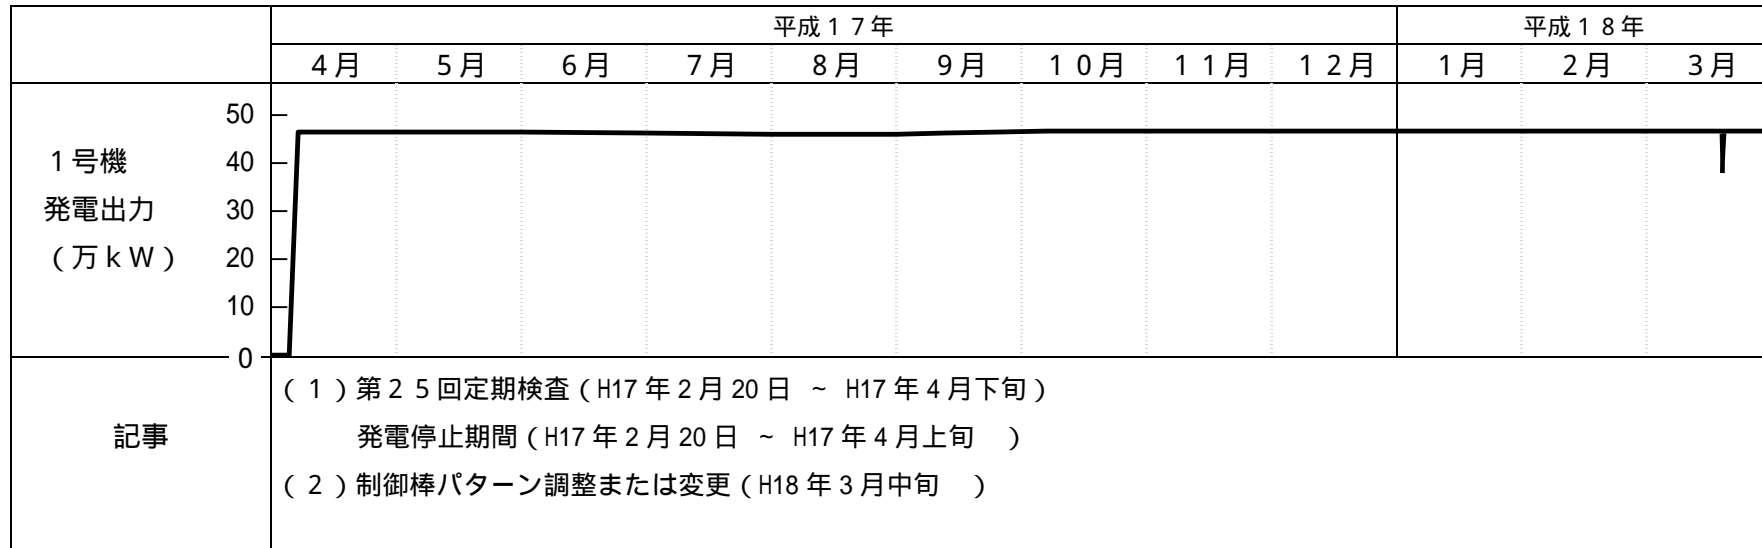 平成１７年 平成１８年
４月 ５月 ６月 ７月 ８月 ９月 １０月 １１月 １２月 １月 ２月 ３月
50
１号機 40
発電出力 30
（万ｋＷ） 20
10
0
（１）第２５回定期検査（H17年2月20日 ~ H17年4月下旬）
記事 発電停止期間（H17年2月20日 ~ H17年4月上旬 ）
（２）制御棒パターン調整または変更（H18年3月中旬 ）